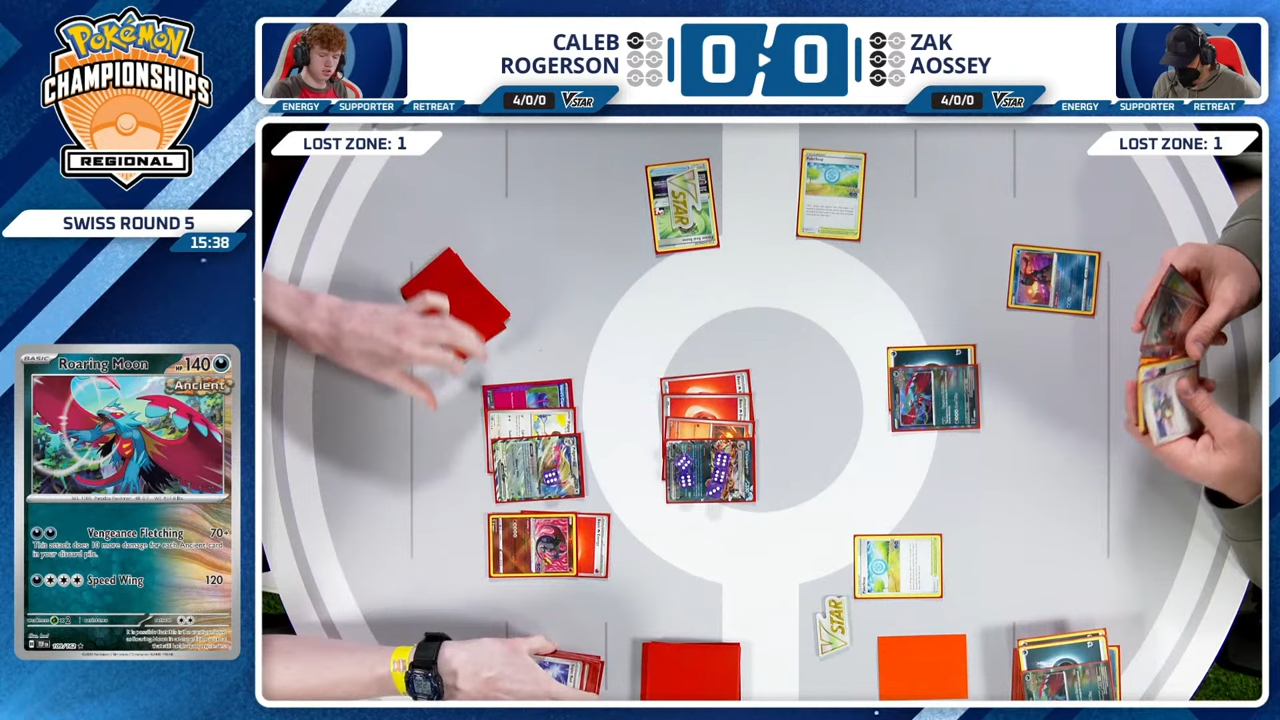 Pokémon
CHAMPIONSHIPS
REGIONAL
SWISS ROUND 5
15:38
CALEB
ROGERSON
0
0
ZAK
AOSSEY
ENERGY
SUPPORTER
RETREAT
4/0/0
VSTAR
4/0/0
VSTAR
ENERGY
SUPPORTER
RETREAT
LOST ZONE: 1
LOST ZONE: 1
VSTAR
VSTAR
BASIC
Roaring Moon
HP 140
Ancient
Vengeance Fletching
70+
This attack does 10 more damage for each Ancient card
in your discard pile.
Speed Wing
120